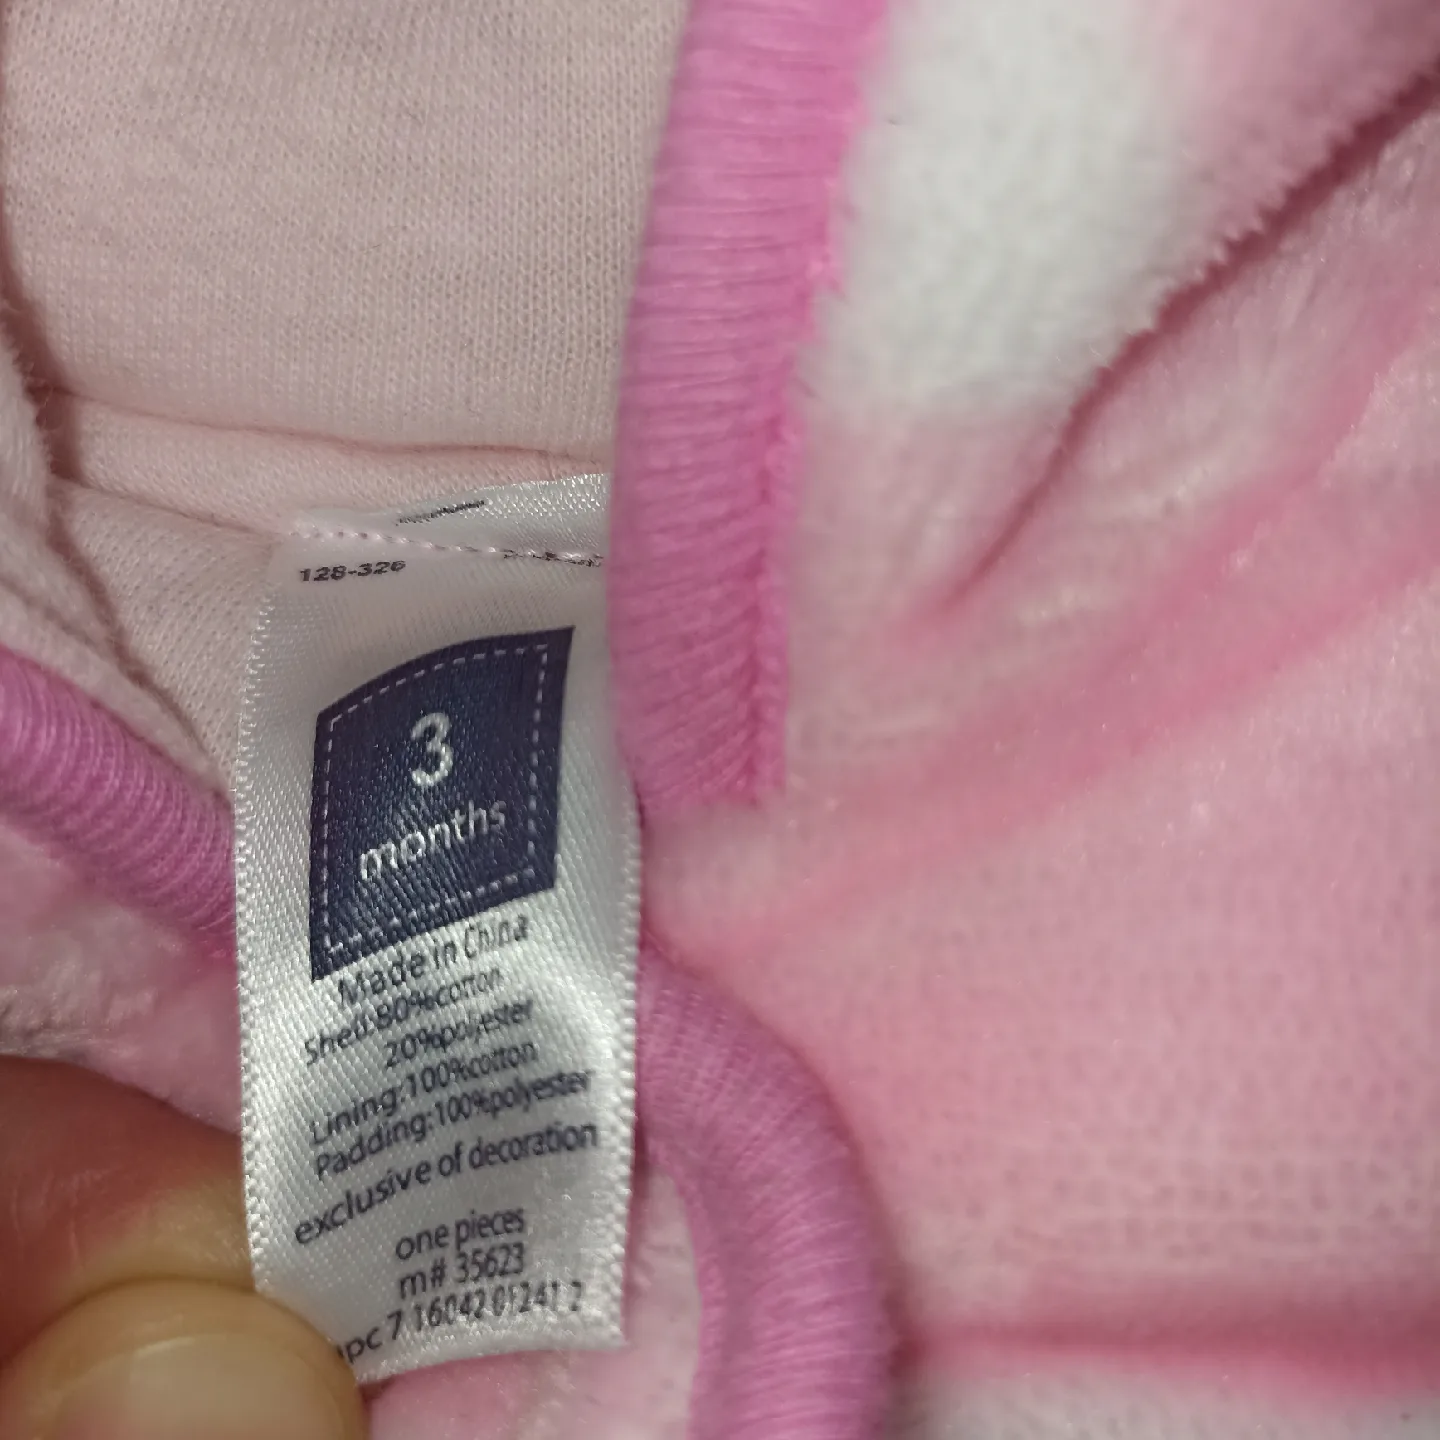 128-326
3
months
Made in China
Shell:80%cotton
20%polyester
Lining:100%cotton
Padding:100%polyester
exclusive of decoration
one pieces
m# 35623
pc 7 16042 01241 2